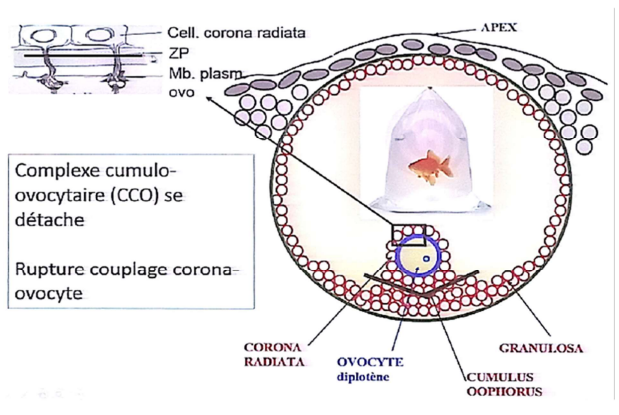 Cell. corona radiata
ZP
Mb. plasm.
ovo
APEX
Complexe cumulo-
ovocytaire (CCO) se
détache
Rupture couplage corona-
ovocyte
CORONA
RADIATA
OVOCYTE
diplotène
GRANULOSA
CUMULUS
OOPHORUS